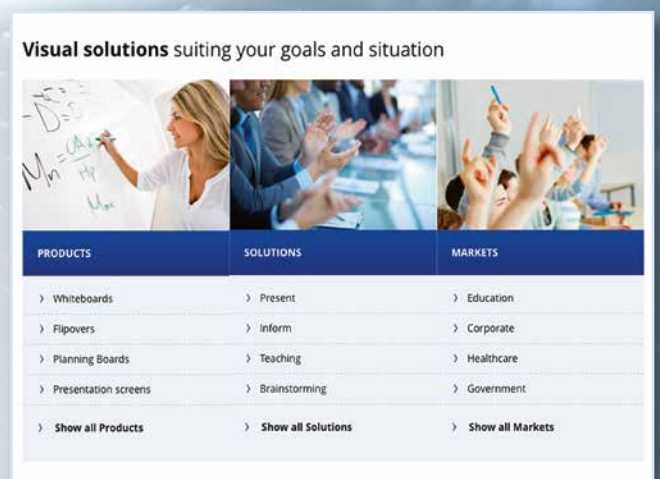 Visual solutions suiting your goals and situation
PRODUCTS
Whiteboards
Flipovers
Planning Boards
Presentation screens
Show all Products
SOLUTIONS
Present
Inform
Teaching
Brainstorming
Show all Solutions
MARKETS
Education
Corporate
Healthcare
Government
Show all Markets